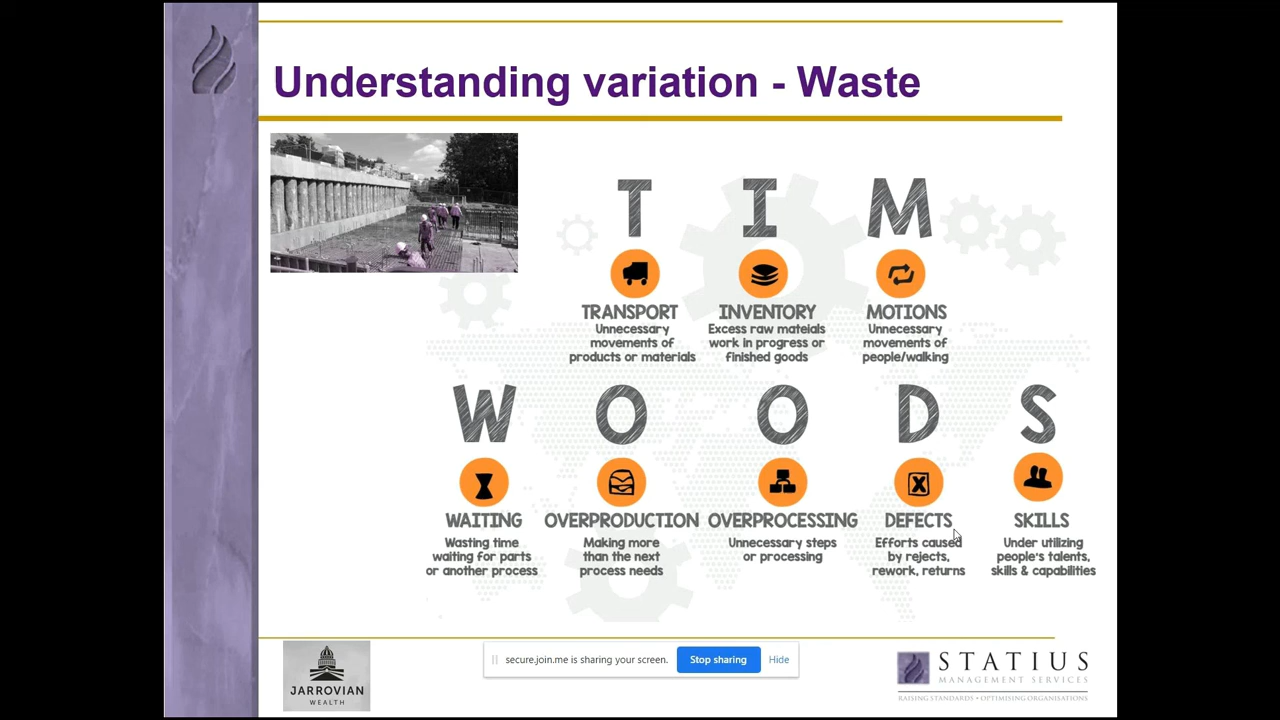 Understanding variation - Waste
T I M
TRANSPORT
Unnecessary
movements of
products or materials
INVENTORY
Excess raw mateials
work in progress or
finished goods
MOTIONS
Unnecessary
movements of
people/walking
W O O D S
WAITING
Wasting time
waiting for parts
or another process
OVERPRODUCTION
Making more
than the next
process needs
OVERPROCESSING
Unnecessary steps
or processing
DEFECTS
Efforts caused
by rejects,
rework, returns
SKILLS
Under utilizing
people's talents,
skills & capabilities
JARROVIAN
WEALTH
secure.join.me is sharing your screen.
Stop sharing
Hide
STATIUS
MANAGEMENT SERVICES
RAISING STANDARDS • OPTIMISING ORGANISATIONS